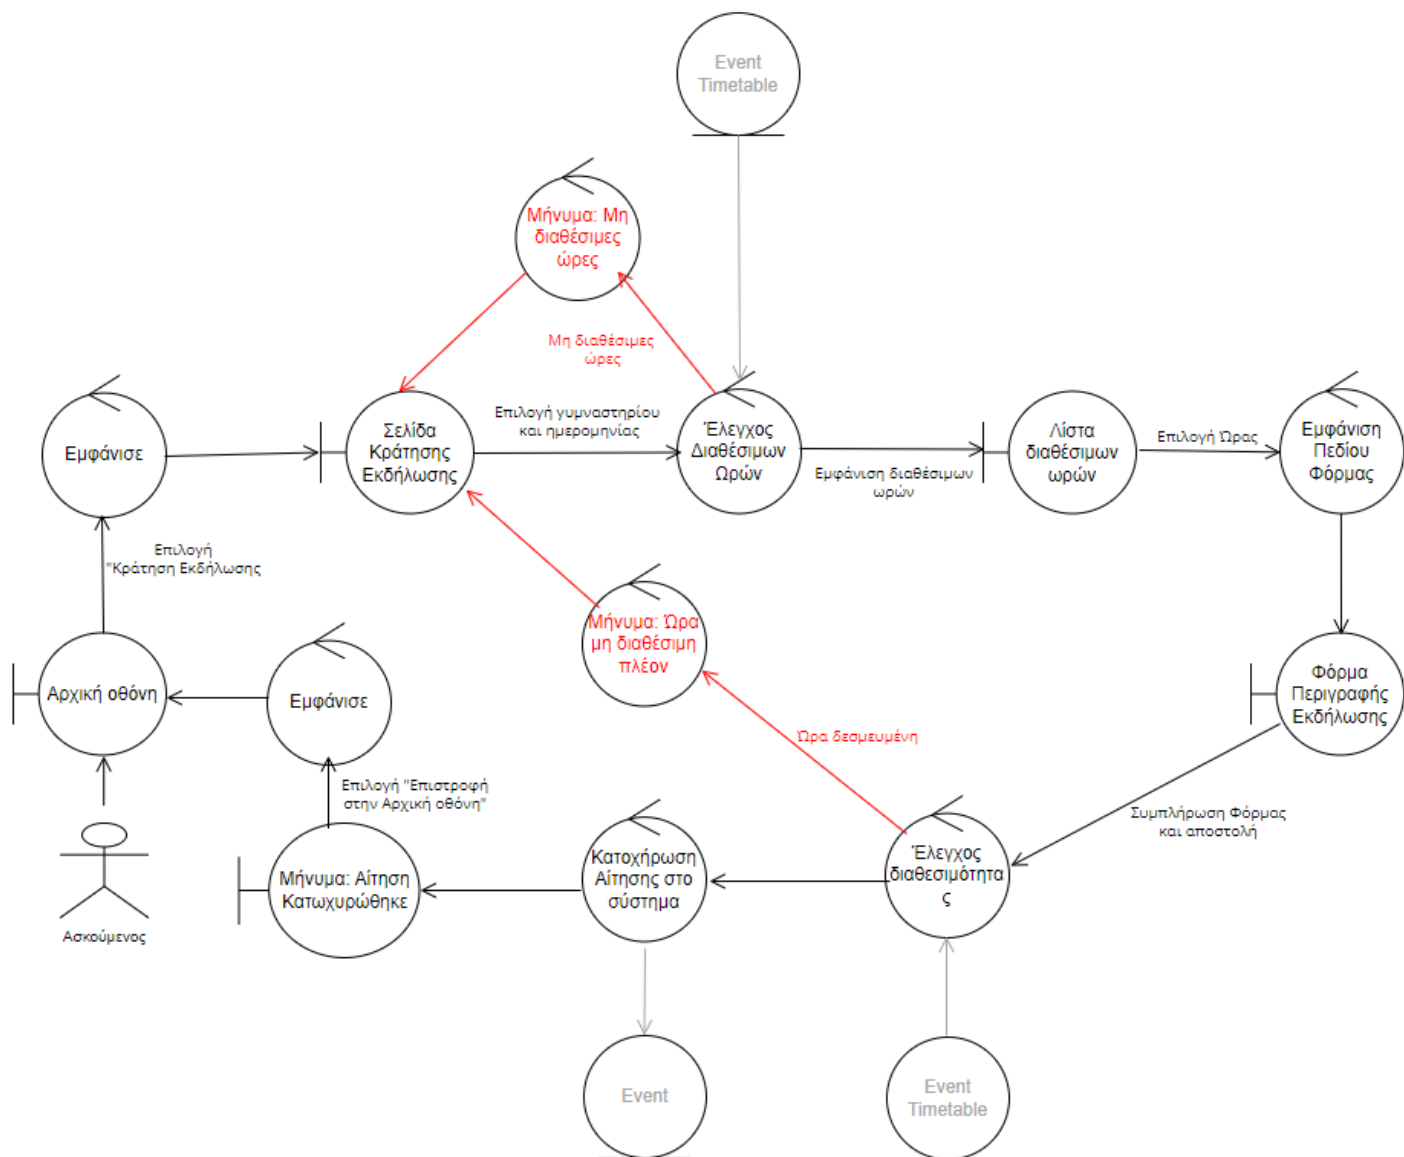 Event
Timetable
Μήνυμα: Μη
διαθέσιμες
ώρες
Μη διαθέσιμες
ώρες
Εμφάνισε
Σελίδα
Κράτησης
Εκδήλωσης
Επιλογή γυμναστηρίου
και ημερομηνίας
Έλεγχος
Διαθέσιμων
Ωρών
Εμφάνιση διαθέσιμων
ωρών
Λίστα
διαθέσιμων
ωρών
Επιλογή Ώρας
Εμφάνιση
Πεδίου
Φόρμας
Επιλογή
"Κράτηση Εκδήλωσης
Μήνυμα: Ώρα
μη διαθέσιμη
πλέον
Αρχική οθόνη
Εμφάνισε
Φόρμα
Περιγραφής
Εκδήλωσης
Ώρα δεσμευμένη
Επιλογή "Επιστροφή
στην Αρχική οθόνη"
Συμπλήρωση Φόρμας
και αποστολή
Μήνυμα: Αίτηση
Κατωχυρώθηκε
Κατοχήρωση
Αίτησης στο
σύστημα
Έλεγχος
διαθεσιμότητα
ς
Ασκούμενος
Event
Event
Timetable